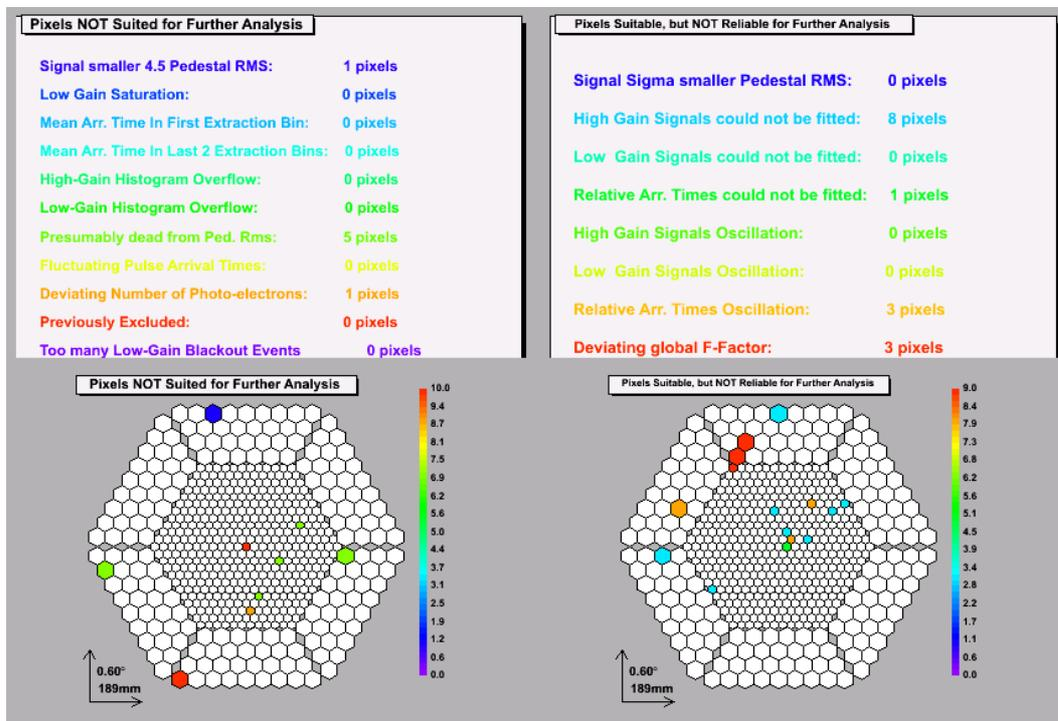 Pixels NOT Suited for Further Analysis
Signal smaller 4.5 Pedestal RMS: 1 pixels
Low Gain Saturation: 0 pixels
Mean Arr. Time In First Extraction Bin: 0 pixels
Mean Arr. Time In Last 2 Extraction Bins: 0 pixels
High-Gain Histogram Overflow: 0 pixels
Low-Gain Histogram Overflow: 0 pixels
Presumably dead from Ped. Rms: 5 pixels
Fluctuating Pulse Arrival Times: 0 pixels
Deviating Number of Photo-electrons: 1 pixels
Previously Excluded: 0 pixels
Too many Low-Gain Blackout Events 0 pixels
Pixels Suitable, but NOT Reliable for Further Analysis
Signal Sigma smaller Pedestal RMS: 0 pixels
High Gain Signals could not be fitted: 8 pixels
Low Gain Signals could not be fitted: 0 pixels
Relative Arr. Times could not be fitted: 1 pixels
High Gain Signals Oscillation: 0 pixels
Low Gain Signals Oscillation: 0 pixels
Relative Arr. Times Oscillation: 3 pixels
Deviating global F-Factor: 3 pixels
Pixels NOT Suited for Further Analysis
10.0
9.4
8.7
8.1
7.5
6.9
6.2
5.6
5.0
4.4
3.7
3.1
2.5
1.9
1.2
0.6
0.0
0.60°
189mm
Pixels Suitable, but NOT Reliable for Further Analysis
9.0
8.4
7.9
7.3
6.8
6.2
5.6
5.1
4.5
3.9
3.4
2.8
2.2
1.7
1.1
0.6
0.0
0.60°
189mm